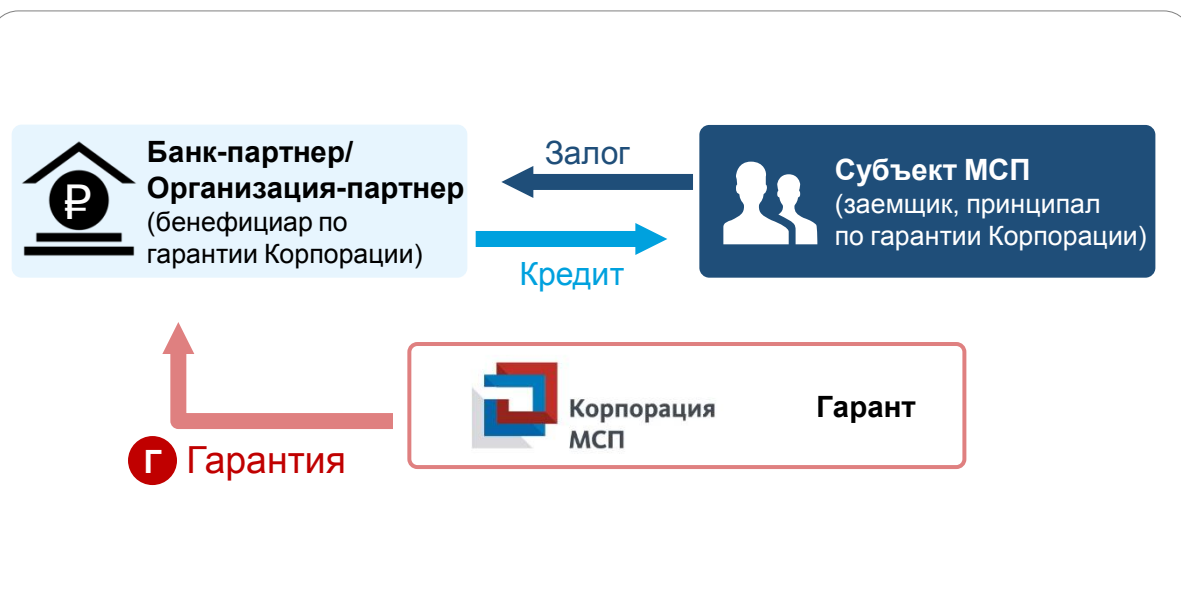 Банк-партнер/
Организация-партнер
(бенефициар по
гарантии Корпорации)
Залог
Кредит
Субъект МСП
(заемщик, принципал
по гарантии Корпорации)
Корпорация
МСП
Гарант
Г Гарантия